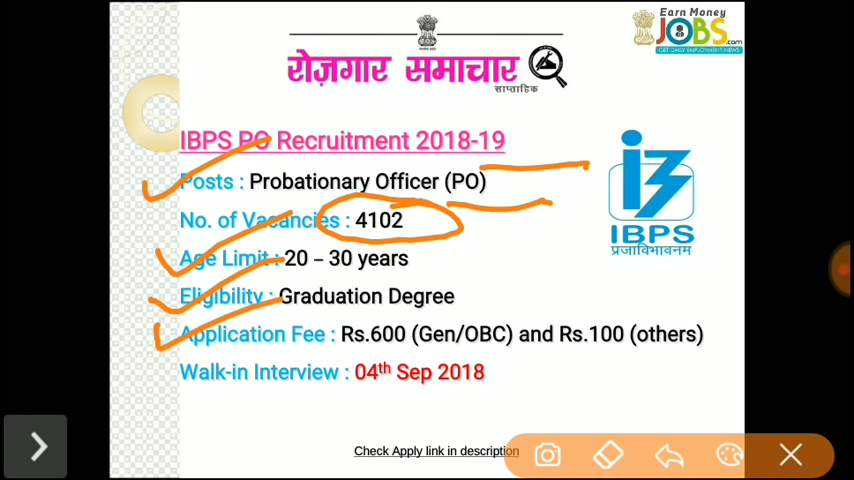 Earn Money
JOBS.com
GET DAILY EMPLOYMENT NEWS
रोज़गार समाचार
साप्ताहिक
IBPS PO Recruitment 2018-19
Posts : Probationary Officer (PO)
No. of Vacancies : 4102
Age Limit : 20 – 30 years
Eligibility : Graduation Degree
Application Fee : Rs.600 (Gen/OBC) and Rs.100 (others)
Walk-in Interview : 04th Sep 2018
IBPS
प्रजाविभावनम
Check Apply link in description